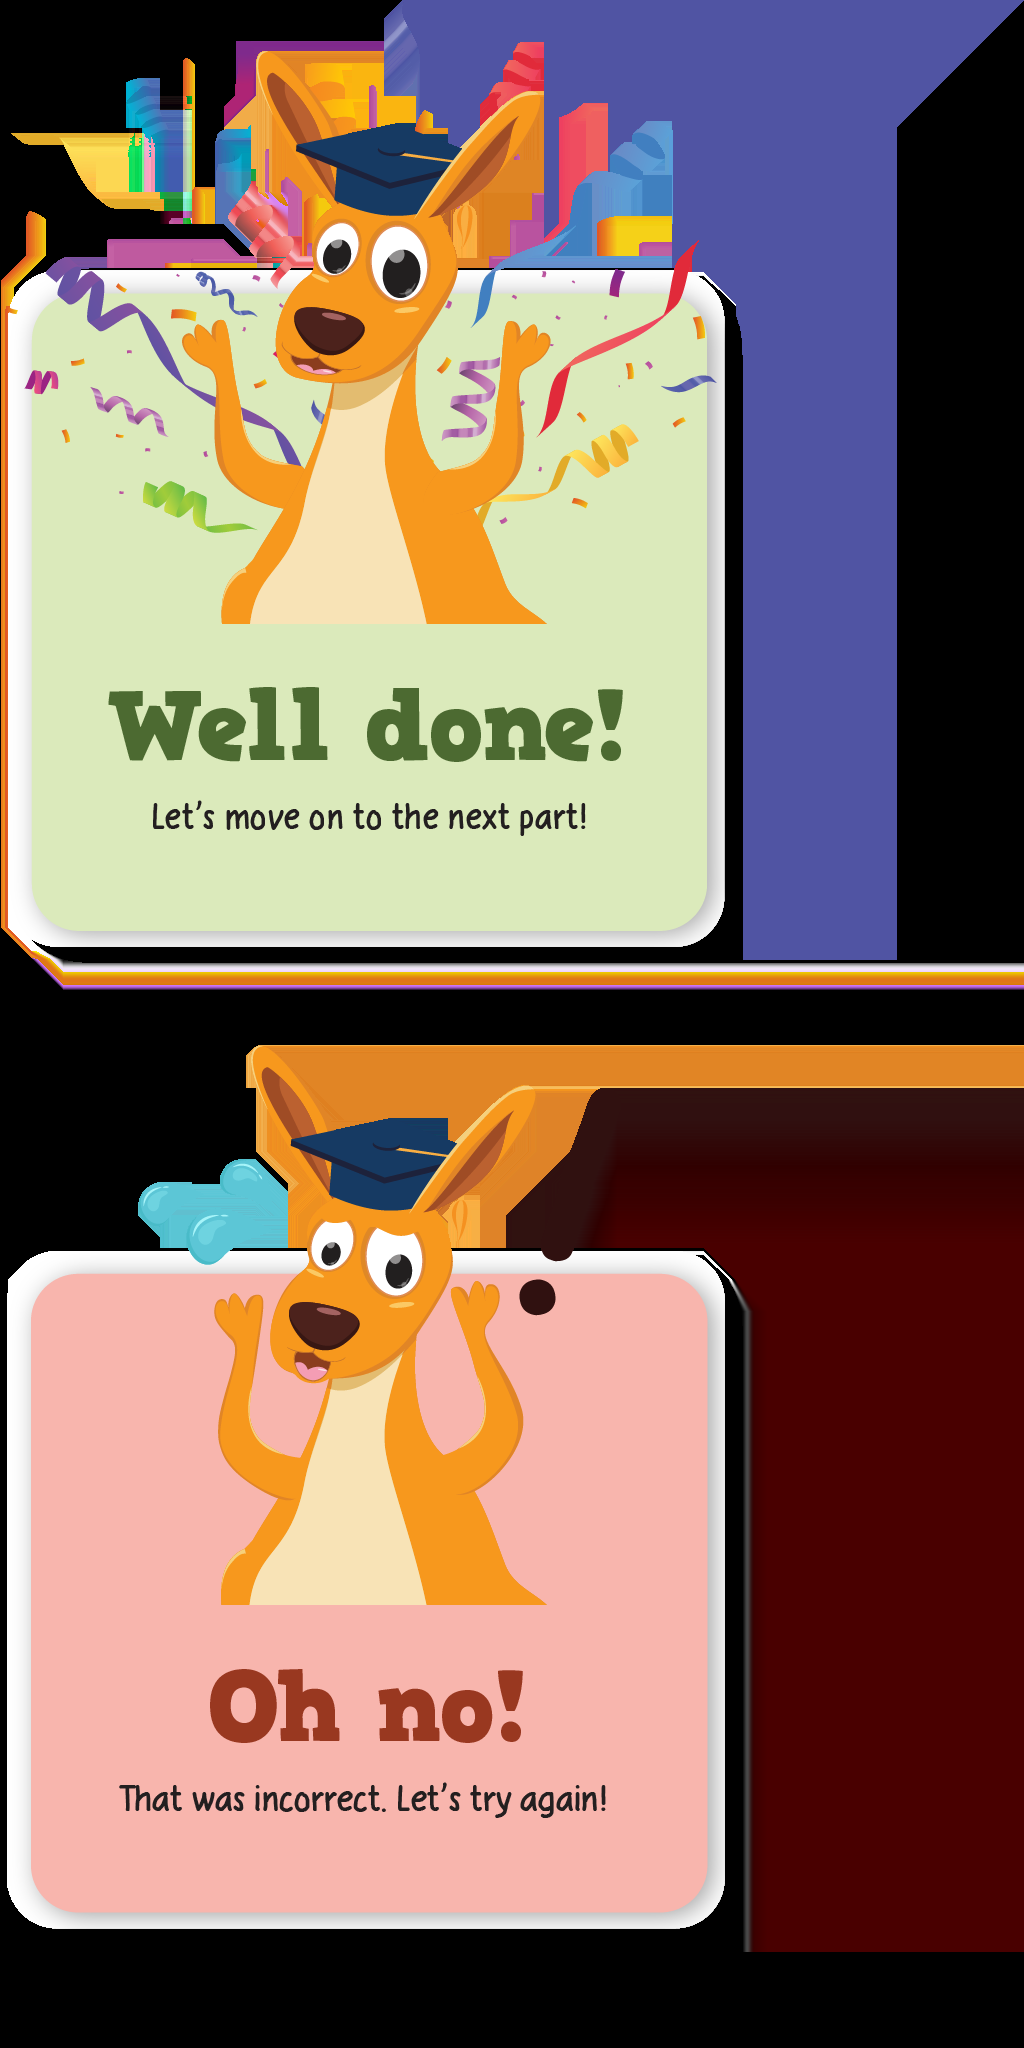 Well done!
Let's move on to the next part!
Oh no!
That was incorrect. Let's try again!